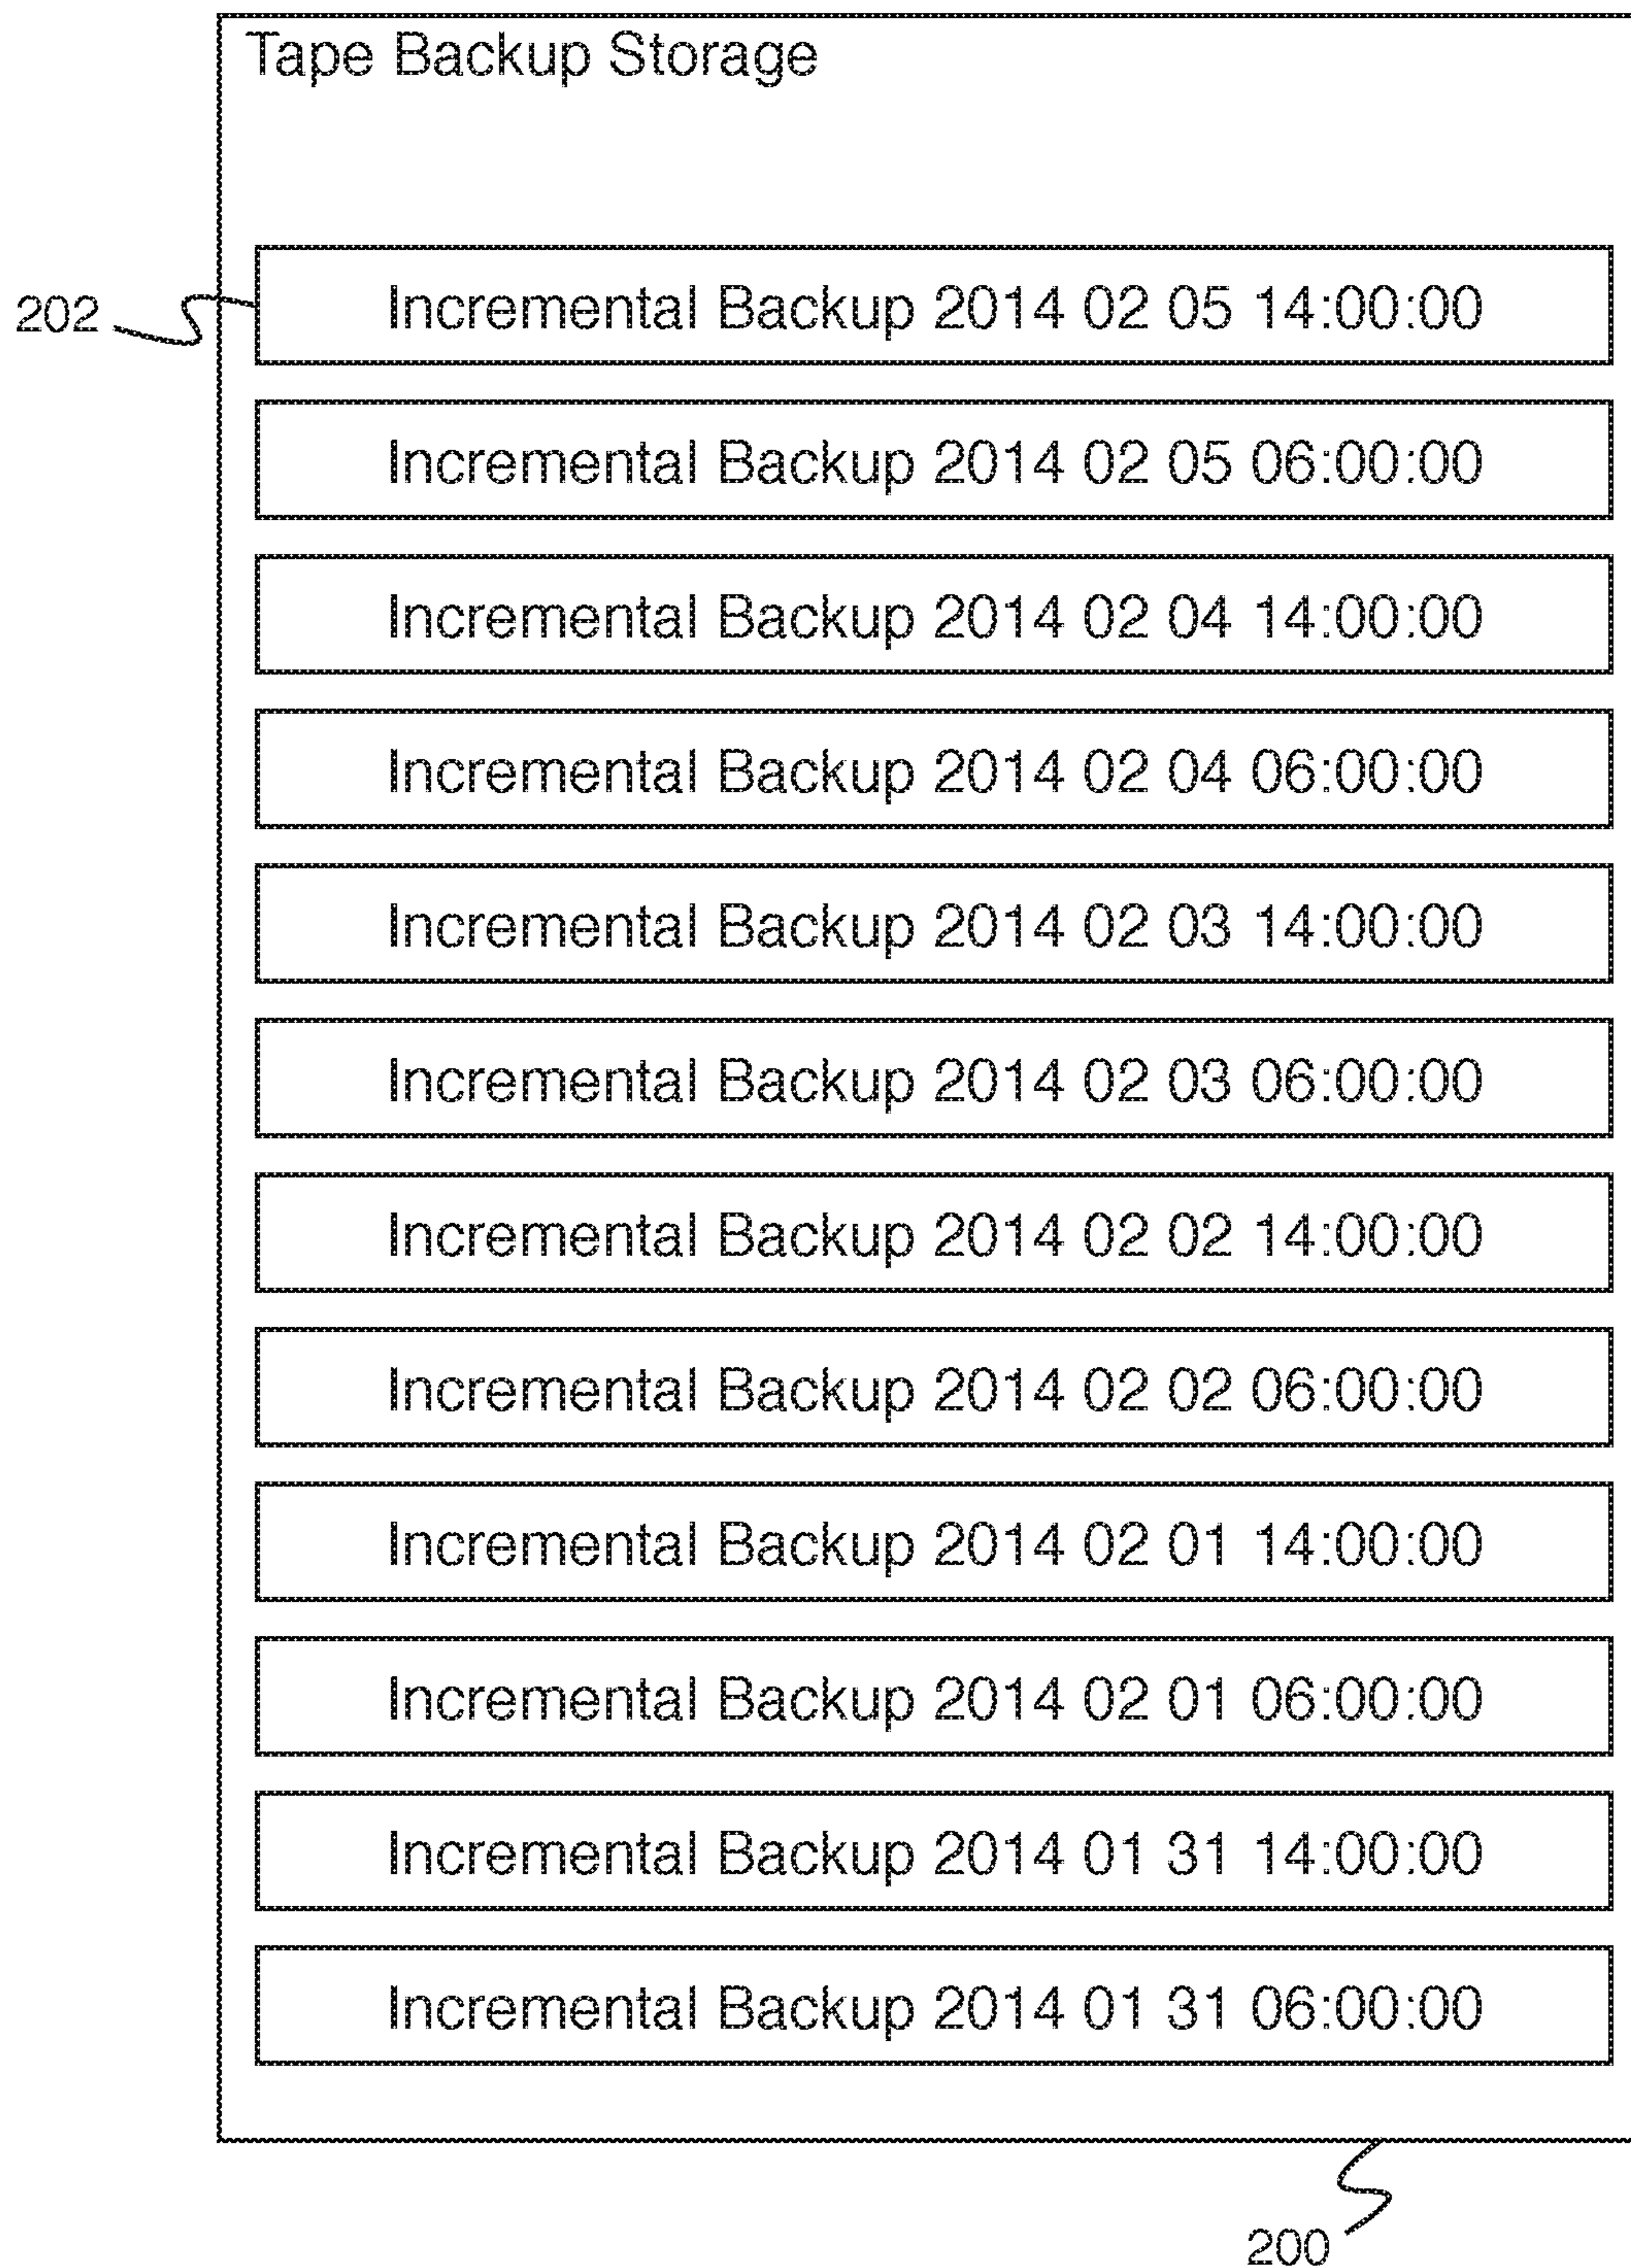 Tape Backup Storage
202
Incremental Backup 2014 02 05 14:00:00
Incremental Backup 2014 02 05 06:00:00
Incremental Backup 2014 02 04 14:00:00
Incremental Backup 2014 02 04 06:00:00
Incremental Backup 2014 02 03 14:00:00
Incremental Backup 2014 02 03 06:00:00
Incremental Backup 2014 02 02 14:00:00
Incremental Backup 2014 02 02 06:00:00
Incremental Backup 2014 02 01 14:00:00
Incremental Backup 2014 02 01 06:00:00
Incremental Backup 2014 01 31 14:00:00
Incremental Backup 2014 01 31 06:00:00
200